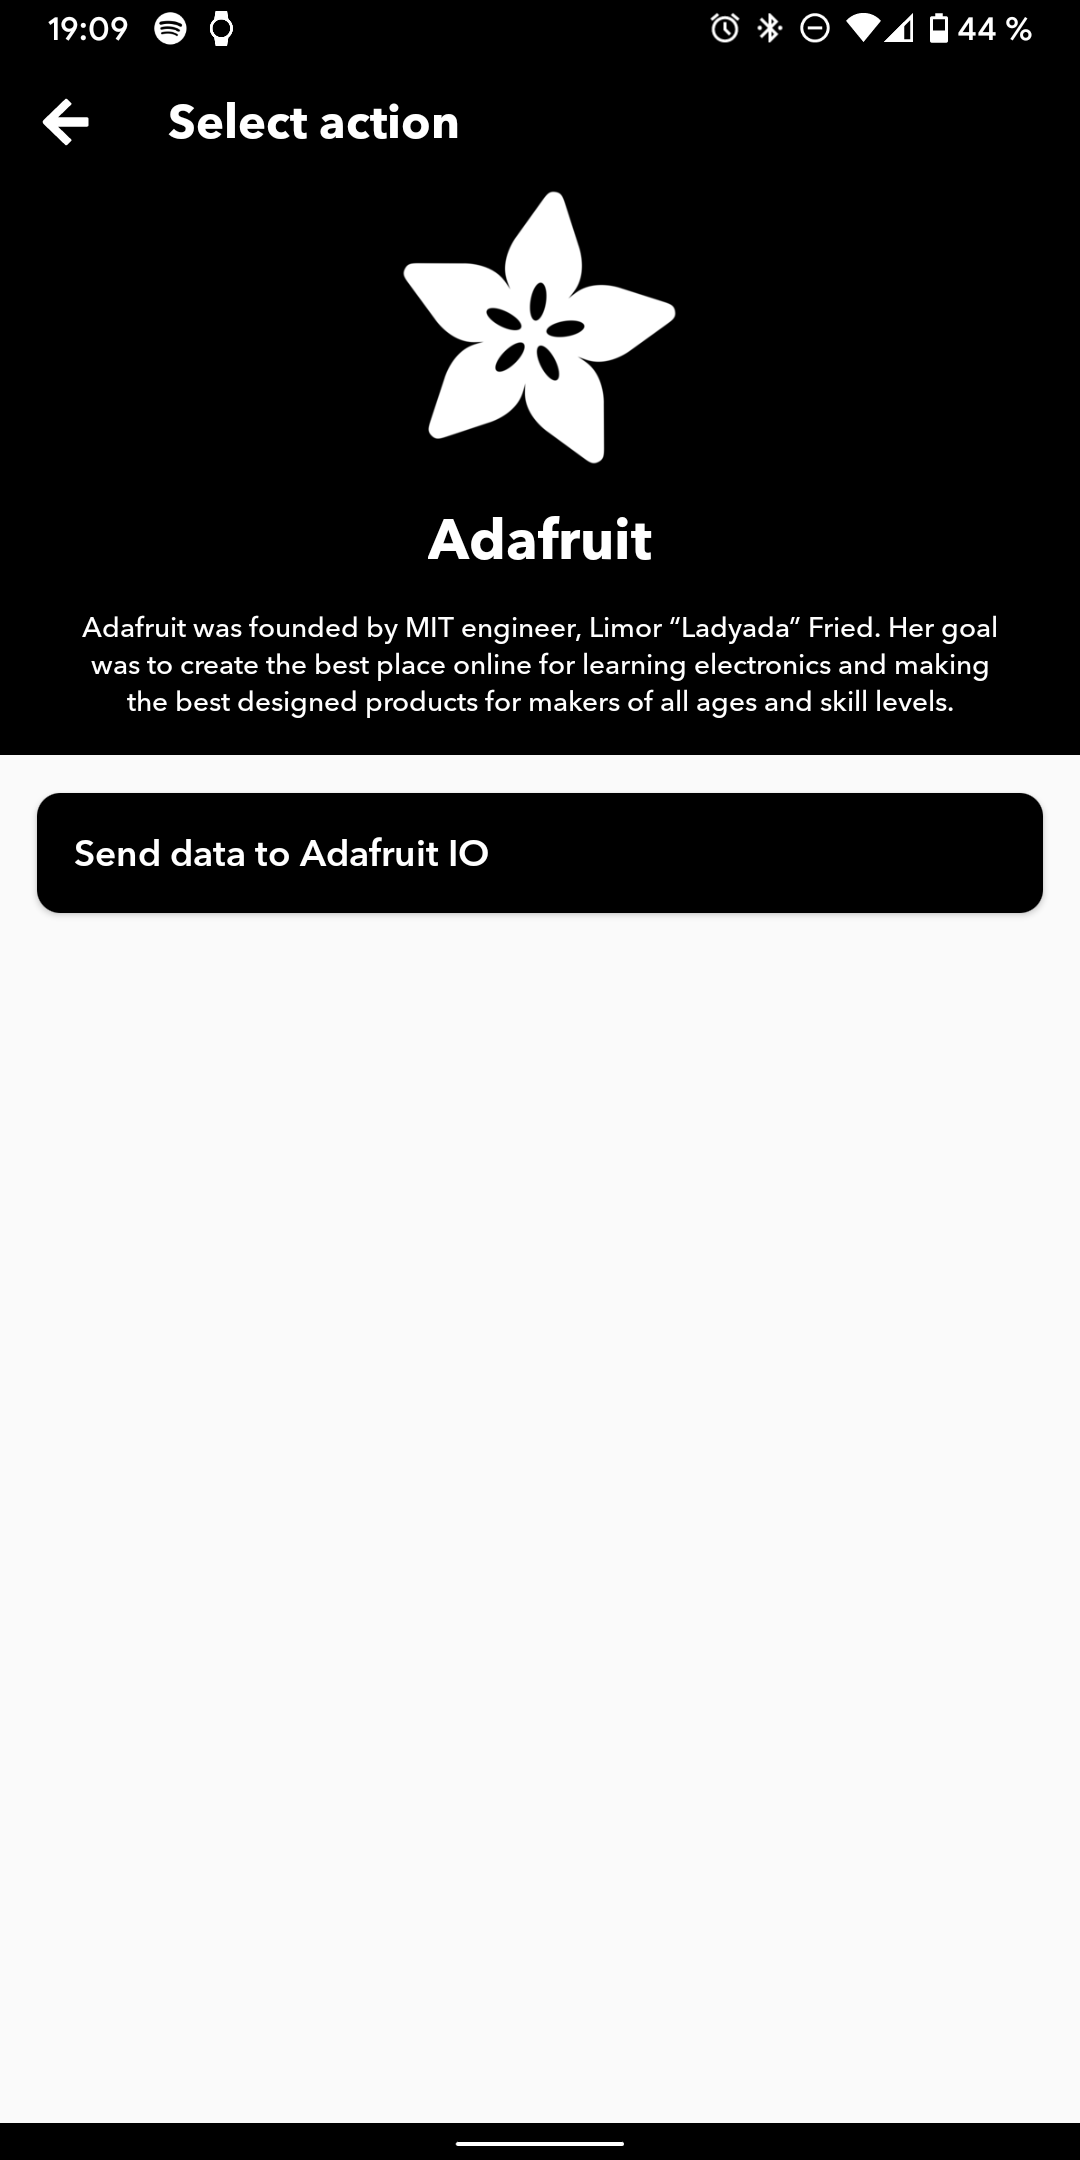 19:09
44 %
Select action
Adafruit
Adafruit was founded by MIT engineer, Limor “Ladyada” Fried. Her goal
was to create the best place online for learning electronics and making
the best designed products for makers of all ages and skill levels.
Send data to Adafruit IO